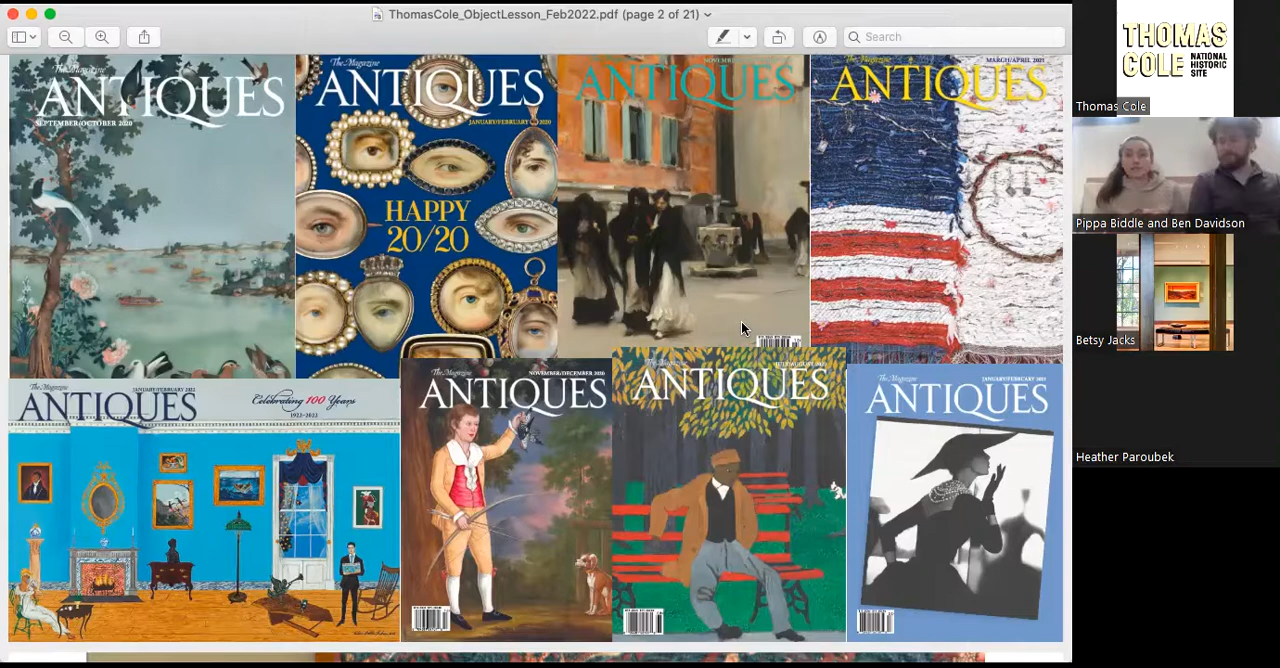 ThomasCole_ObjectLesson_Feb2022.pdf (page 2 of 21)
Search
The Magazine
ANTIQUES
SEPTEMBER/OCTOBER 2020
The Magazine
ANTIQUES
JANUARY/FEBRUARY 2020
HAPPY
20/20
ANTIQUES
The Magazine
MARCH/APRIL 2021
ANTIQUES
The Magazine
JANUARY/FEBRUARY 2022
ANTIQUES
Celebrating 100 Years
1922-2022
The Magazine
NOVEMBER/DECEMBER 2020
ANTIQUES
The Magazine
ANTIQUES
The Magazine
JANUARY/FEBRUARY 2021
ANTIQUES
THOMAS
COLE
NATIONAL
HISTORIC
SITE
Thomas Cole
Pippa Biddle and Ben Davidson
Betsy Jacks
Heather Paroubek